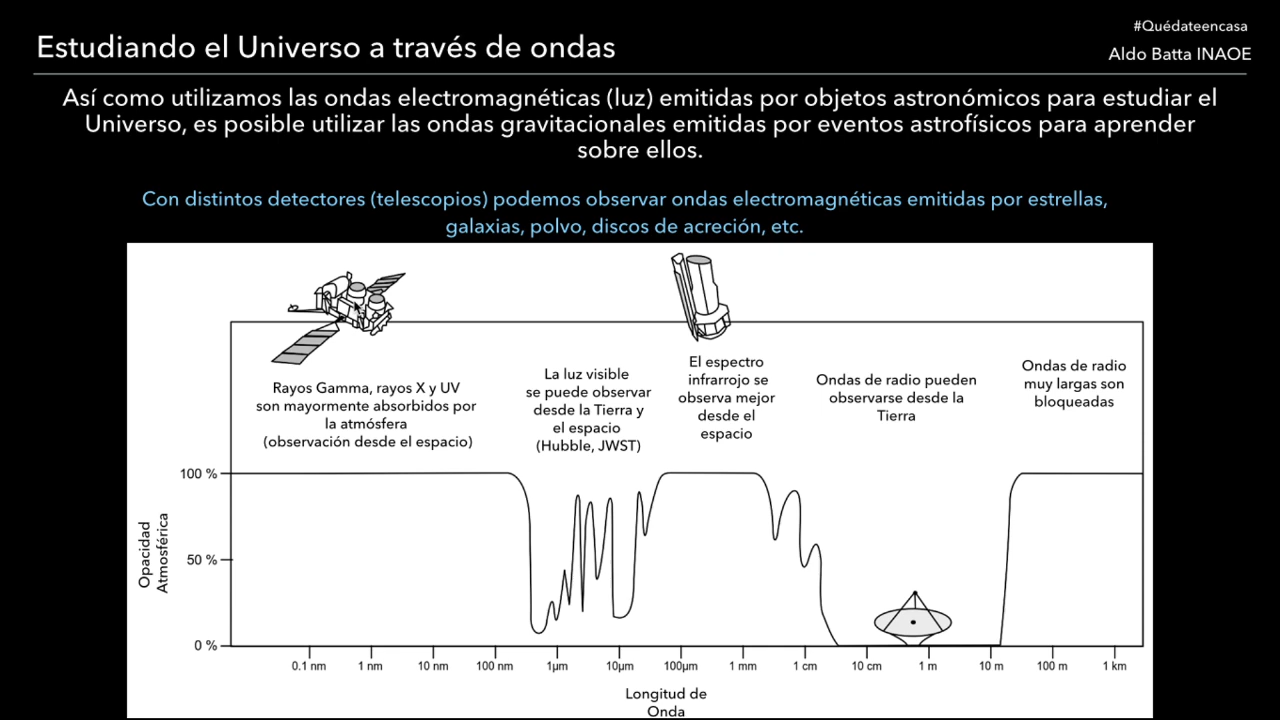 #Quédateencasa
Estudiando el Universo a través de ondas
Aldo Batta INAOE
Así como utilizamos las ondas electromagnéticas (luz) emitidas por objetos astronómicos para estudiar el
Universo, es posible utilizar las ondas gravitacionales emitidas por eventos astrofísicos para aprender
sobre ellos.
Con distintos detectores (telescopios) podemos observar ondas electromagnéticas emitidas por estrellas,
galaxias, polvo, discos de acreción, etc.
Rayos Gamma, rayos X y UV
son mayormente absorbidos por
la atmósfera
(observación desde el espacio)
La luz visible
se puede observar
desde la Tierra y
el espacio
(Hubble, JWST)
El espectro
infrarrojo se
observa mejor
desde el
espacio
Ondas de radio pueden
observarse desde la
Tierra
Ondas de radio
muy largas son
bloqueadas
Opacidad
Atmosférica
100 %
50 %
0 %
0.1 nm 1 nm 10 nm 100 nm 1µm 10µm 100µm 1 mm 1 cm 10 cm 1 m 10 m 100 m 1 km
Longitud de
Onda